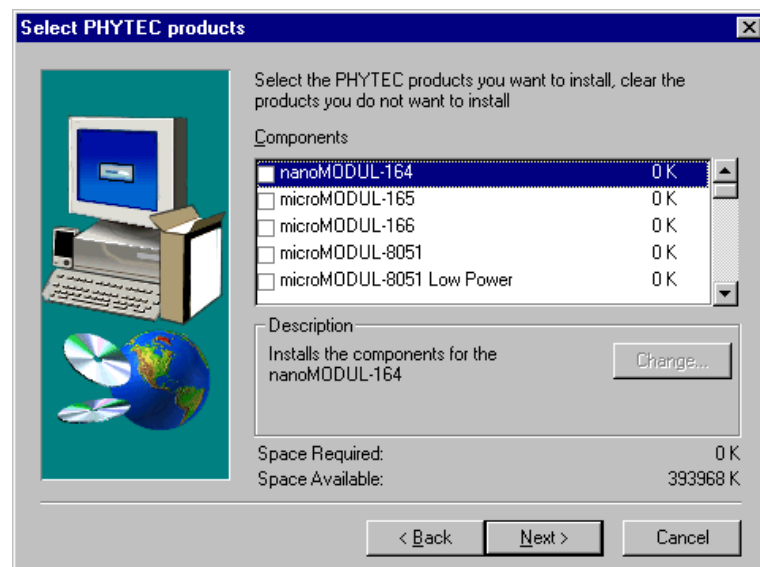 Select PHYTEC products
Select the PHYTEC products you want to install, clear the
products you do not want to install
Components
nanoMODUL-164 0 K
microMODUL-165 0 K
microMODUL-166 0 K
microMODUL-8051 0 K
microMODUL-8051 Low Power 0 K
Description
Installs the components for the
nanoMODUL-164
Change...
Space Required: 0 K
Space Available: 393968 K
< Back Next > Cancel